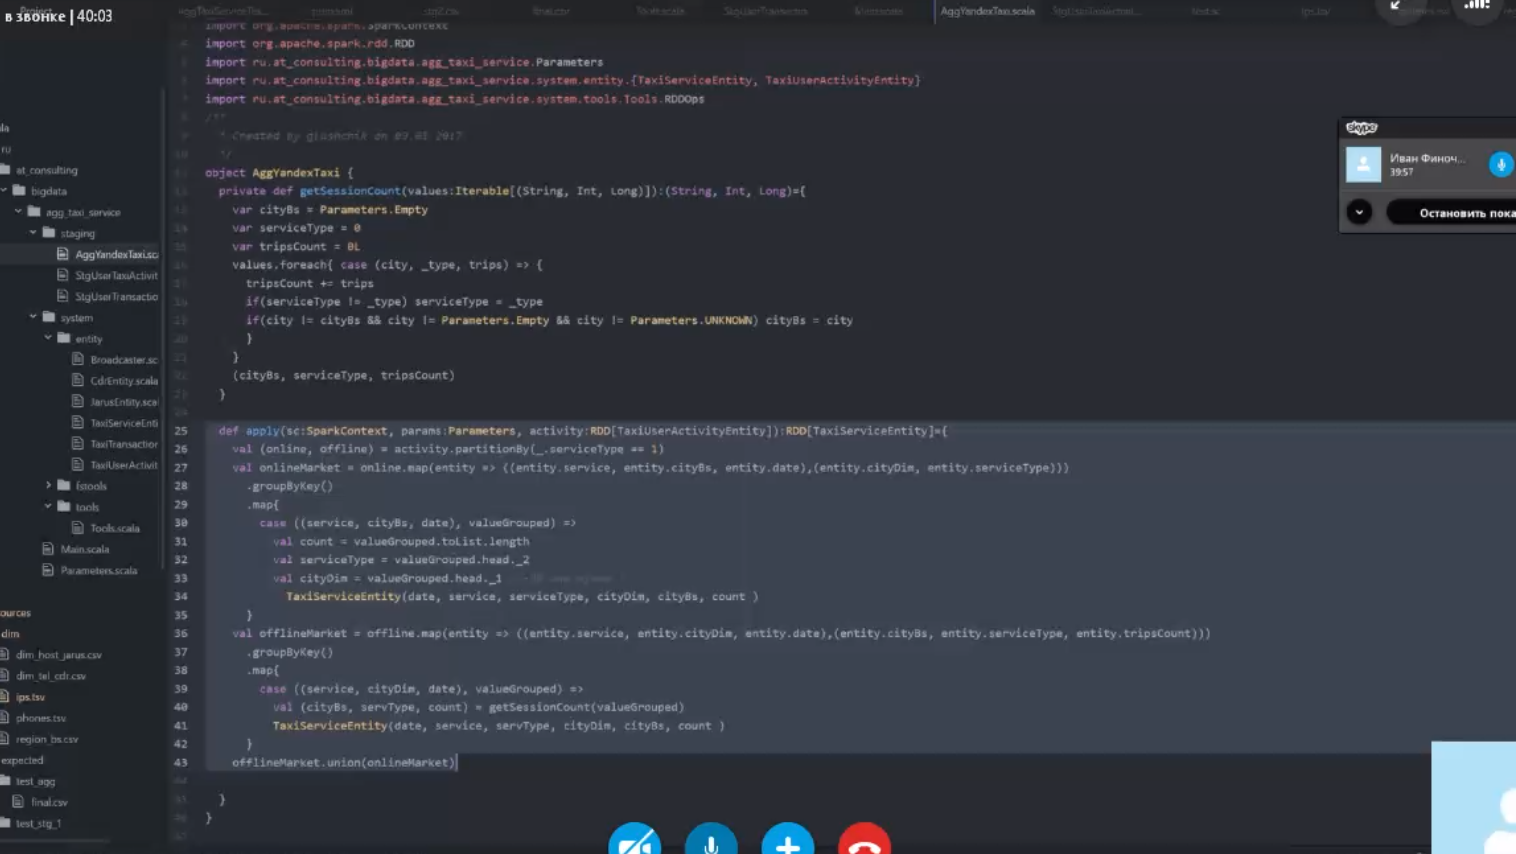 Project
в звонке | 40:03
AggYandexTaxi.scala
import org.apache.spark.SparkContext
import org.apache.spark.rdd.RDD
import ru.at_consulting.bigdata.agg_taxi_service.Parameters
import ru.at_consulting.bigdata.agg_taxi_service.system.entity.{TaxiServiceEntity, TaxiUserActivityEntity}
import ru.at_consulting.bigdata.agg_taxi_service.system.tools.Tools.RDDOps
/**
*/
object AggYandexTaxi {
private def getSessionCount(values:Iterable[(String, Int, Long)]):(String, Int, Long)={
var cityBs = Parameters.Empty
var serviceType = 0
var tripsCount = 0L
values.foreach{ case (city, _type, trips) => {
tripsCount += trips
if(serviceType != _type) serviceType = _type
if(city != cityBs && city != Parameters.Empty && city != Parameters.UNKNOWN) cityBs = city
}
}
(cityBs, serviceType, tripsCount)
}
25 def apply(sc:SparkContext, params:Parameters, activity:RDD[TaxiUserActivityEntity]):RDD[TaxiServiceEntity]={
26 val (online, offline) = activity.partitionBy(_.serviceType == 1)
27 val onlineMarket = online.map(entity => ((entity.service, entity.cityBs, entity.date),(entity.cityDim, entity.serviceType)))
28 .groupByKey()
29 .map{
30 case ((service, cityBs, date), valueGrouped) =>
31 val count = valueGrouped.toList.length
32 val serviceType = valueGrouped.head._2
33 val cityDim = valueGrouped.head._1
34 TaxiServiceEntity(date, service, serviceType, cityDim, cityBs, count )
35 }
36 val offlineMarket = offline.map(entity => ((entity.service, entity.cityDim, entity.date),(entity.cityBs, entity.serviceType, entity.tripsCount)))
37 .groupByKey()
38 .map{
39 case ((service, cityDim, date), valueGrouped) =>
40 val (cityBs, servType, count) = getSessionCount(valueGrouped)
41 TaxiServiceEntity(date, service, servType, cityDim, cityBs, count )
42 }
43 offlineMarket.union(onlineMarket)
}
}
la
ru
at_consulting
bigdata
agg_taxi_service
staging
AggYandexTaxi.sca
StgUserTaxiActivit
StgUserTransactio
system
entity
Broadcaster.sc
CdrEntity.scala
JarusEntity.sca
TaxiServiceEnti
TaxiTransaction
TaxiUserActivit
fstools
tools
Tools.scala
Main.scala
Parameters.scala
ources
dim
dim_host_jarus.csv
dim_tel_cdr.csv
ips.tsv
phones.tsv
region_bs.csv
expected
test_agg
final.csv
test_stg_1
skype
Иван Финоч...
39:57
Остановить пока